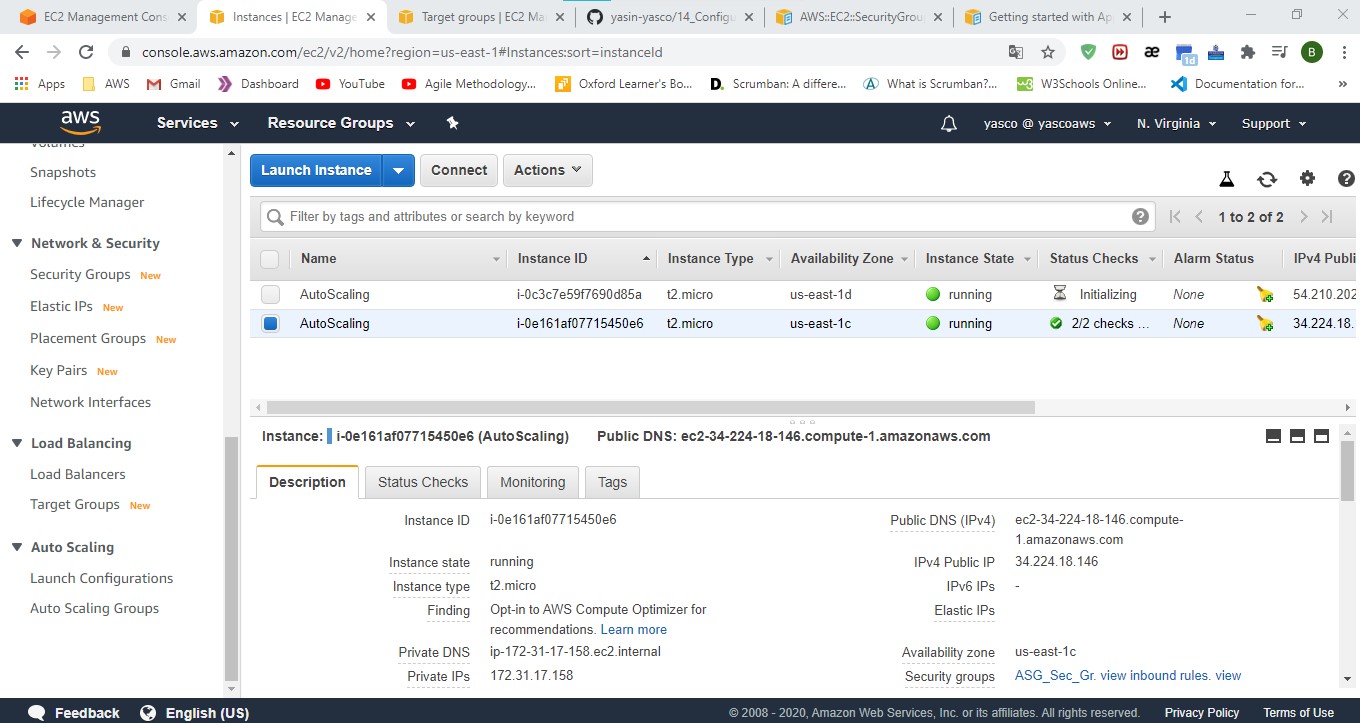 EC2 Management Cons
Instances | EC2 Manage
Target groups | EC2 Ma
yasin-yasco/14_Configu
AWS::EC2::SecurityGrou
Getting started with Ap
console.aws.amazon.com/ec2/v2/home?region=us-east-1#Instances:sort=instanceId
æ
1d
B
Apps
AWS
Gmail
Dashboard
YouTube
Agile Methodology...
Oxford Learner's Bo...
D.
Scrumban: A differe...
What is Scrumban?...
W3Schools Online...
Documentation for...
»
aws
Services
Resource Groups
yasco @ yascoaws
N. Virginia
Support
Volumes
Snapshots
Lifecycle Manager
Network & Security
Security Groups New
Elastic IPs New
Placement Groups New
Key Pairs New
Network Interfaces
Load Balancing
Load Balancers
Target Groups New
Auto Scaling
Launch Configurations
Auto Scaling Groups
Launch Instance
Connect
Actions
Filter by tags and attributes or search by keyword
1 to 2 of 2
Name Instance ID Instance Type Availability Zone Instance State Status Checks Alarm Status IPv4 Publi
AutoScaling i-0c3c7e59f7690d85a t2.micro us-east-1d running Initializing None 54.210.202
AutoScaling i-0e161af07715450e6 t2.micro us-east-1c running 2/2 checks ... None 34.224.18.
Instance: i-0e161af07715450e6 (AutoScaling) Public DNS: ec2-34-224-18-146.compute-1.amazonaws.com
Description
Status Checks
Monitoring
Tags
Instance ID i-0e161af07715450e6
Instance state running
Instance type t2.micro
Finding Opt-in to AWS Compute Optimizer for
recommendations. Learn more
Private DNS ip-172-31-17-158.ec2.internal
Private IPs 172.31.17.158
Public DNS (IPv4) ec2-34-224-18-146.compute-
1.amazonaws.com
IPv4 Public IP 34.224.18.146
IPv6 IPs -
Elastic IPs
Availability zone us-east-1c
Security groups ASG_Sec_Gr. view inbound rules. view
Feedback
English (US)
© 2008 - 2020, Amazon Web Services, Inc. or its affiliates. All rights reserved.
Privacy Policy
Terms of Use